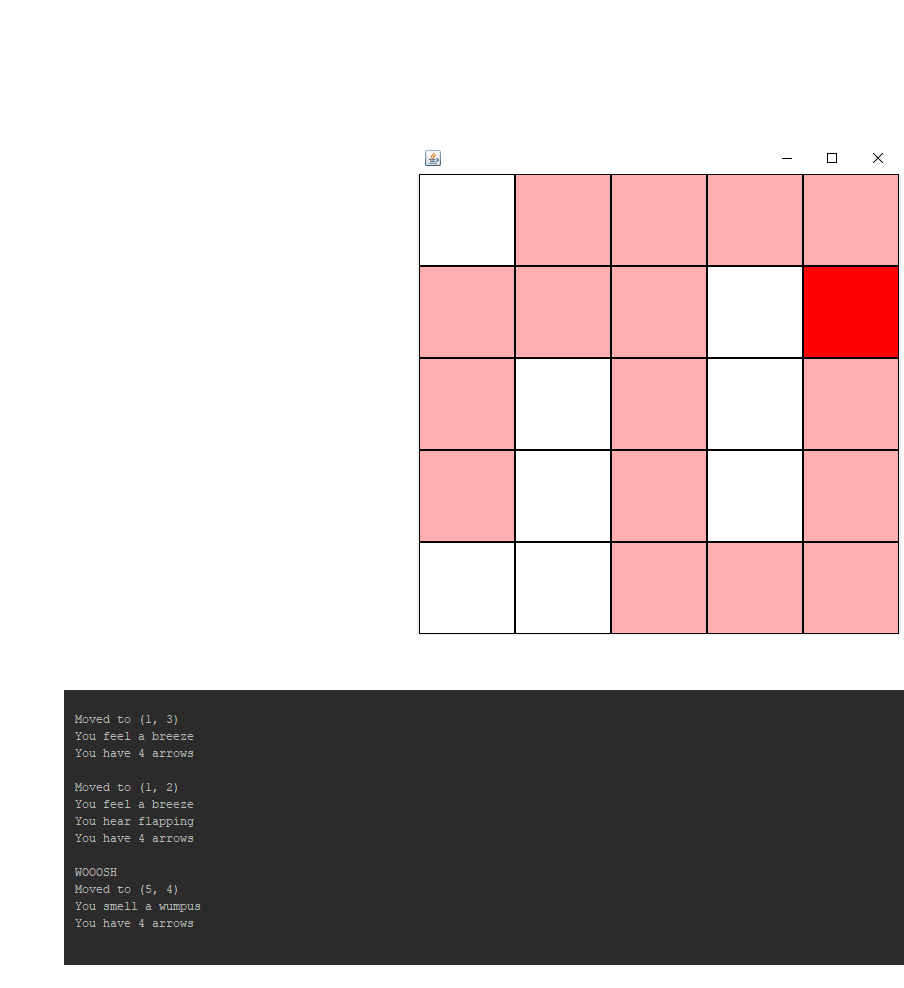 Moved to (1, 3)
You feel a breeze
You have 4 arrows
Moved to (1, 2)
You feel a breeze
You hear flapping
You have 4 arrows
WOOOSH
Moved to (5, 4)
You smell a wumpus
You have 4 arrows